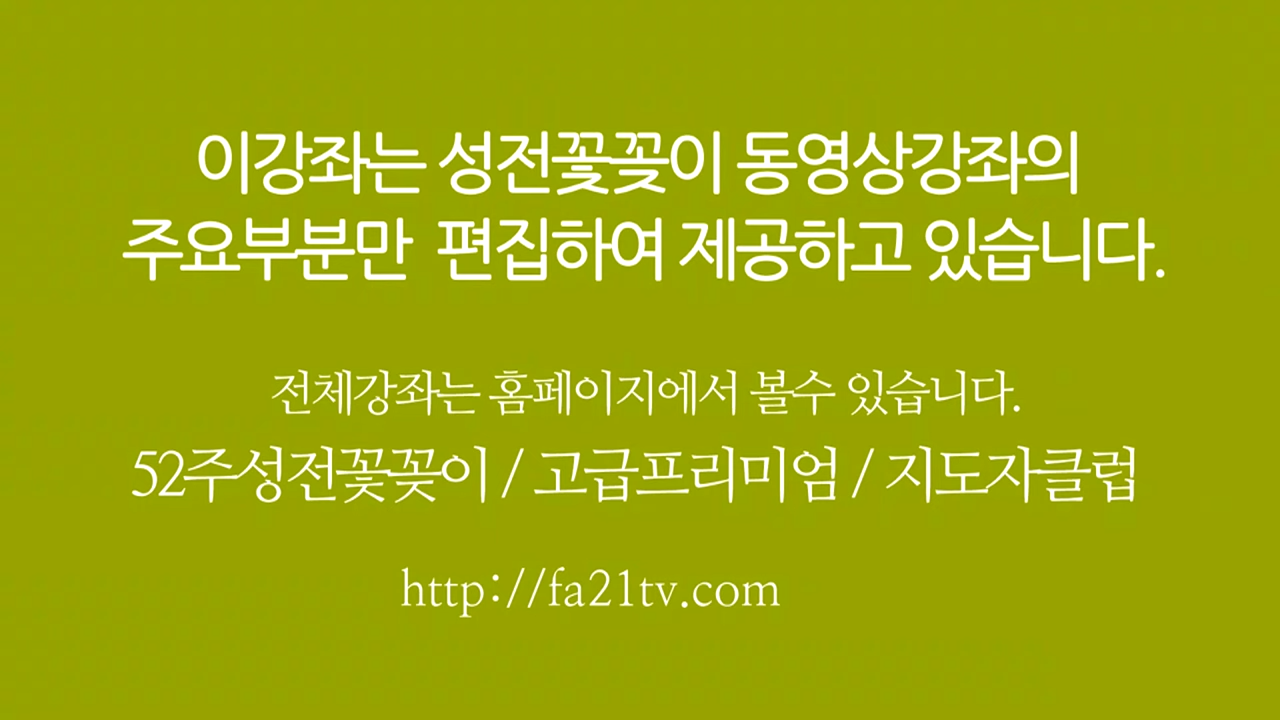 이강좌는 성전꽃꽂이 동영상강좌의
주요부분만 편집하여 제공하고 있습니다.
전체강좌는 홈페이지에서 볼수 있습니다.
52주성전꽃꽂이 / 고급프리미엄 / 지도자클럽
http://fa21tv.com